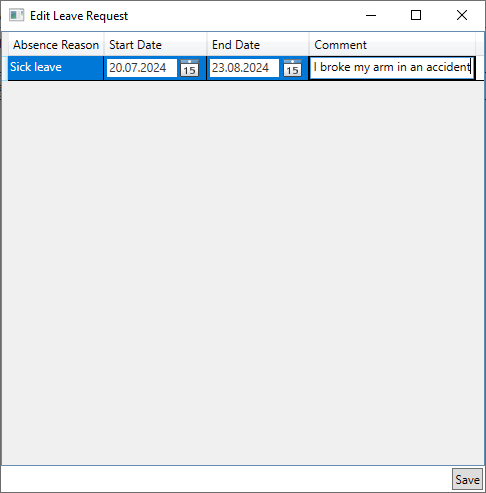 Edit Leave Request
Absence Reason Start Date End Date Comment
Sick leave 20.07.2024 15 23.08.2024 15 I broke my arm in an accident
Save